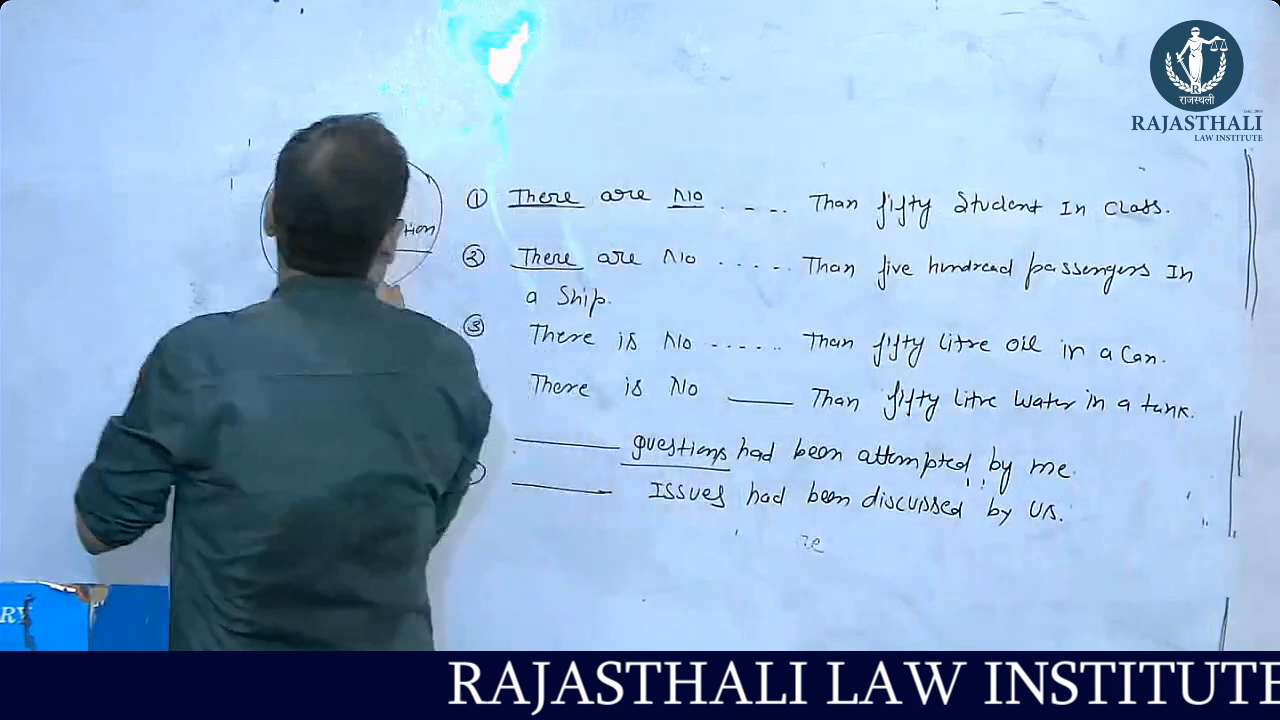 राजस्थली
RAJASTHALI
LAW INSTITUTE
tion
① There are No . - - - . Than fifty Student In Class.
② There are No . . . . . Than five hundread passengers In
a Ship.
③ There is No - - - - - . Than fifty litre oil in a Can.
There is No ____ Than fifty litre water in a tank.
____ questions had been attempted by me.
____ Issues had been discussed by us.
RY
RAJASTHALI LAW INSTITUTE